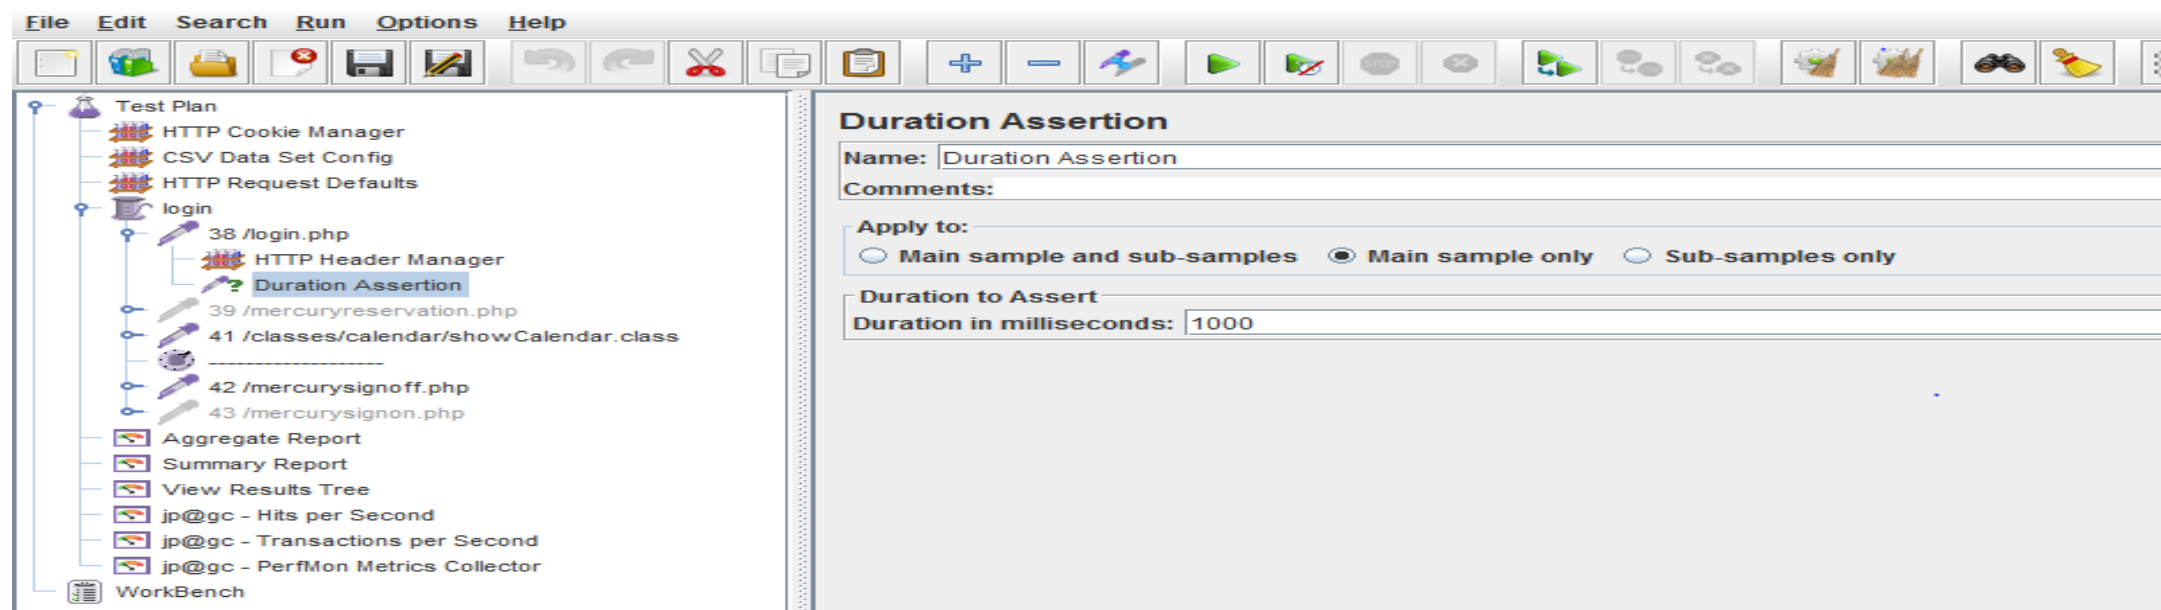 File Edit Search Run Options Help
STOP
Test Plan
HTTP Cookie Manager
CSV Data Set Config
HTTP Request Defaults
login
38 /login.php
HTTP Header Manager
Duration Assertion
39 /mercuryreservation.php
41 /classes/calendar/showCalendar.class
--------------------
42 /mercurysignoff.php
43 /mercurysignon.php
Aggregate Report
Summary Report
View Results Tree
jp@gc - Hits per Second
jp@gc - Transactions per Second
jp@gc - PerfMon Metrics Collector
WorkBench
Duration Assertion
Name: Duration Assertion
Comments:
Apply to:
Main sample and sub-samples Main sample only Sub-samples only
Duration to Assert
Duration in milliseconds: 1000